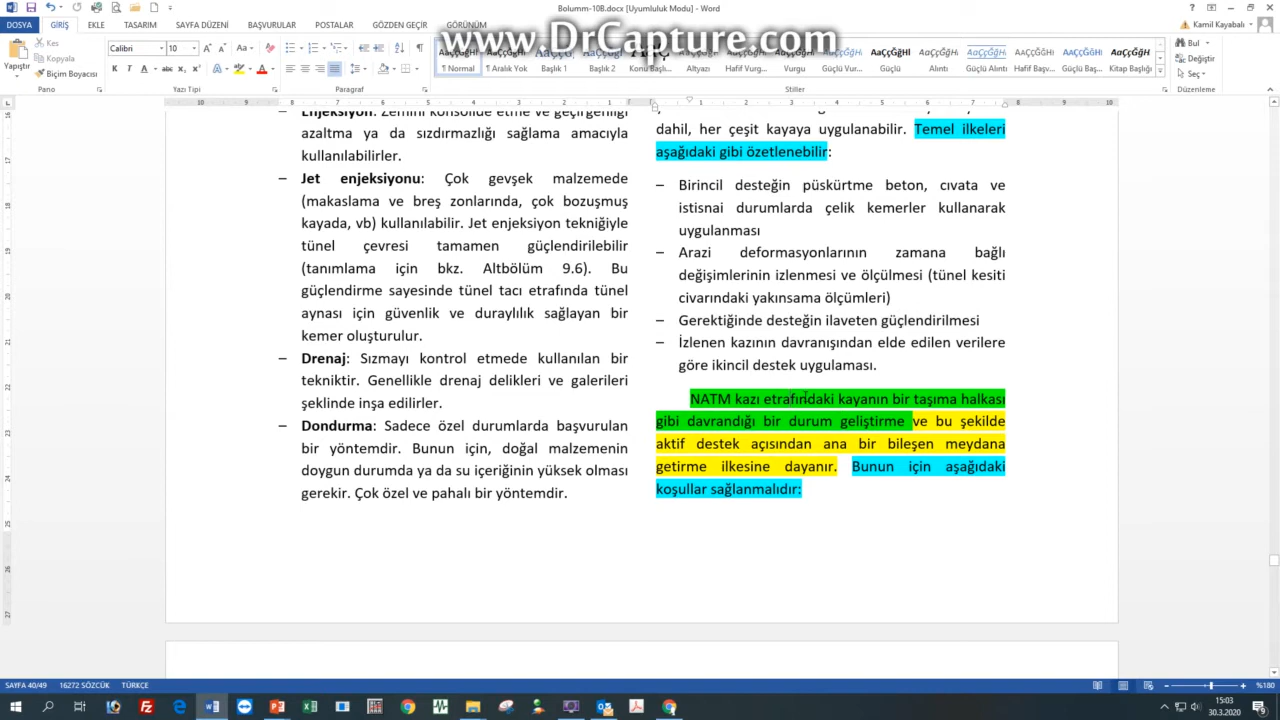 Bolumm-10B.docx [Uyumluluk Modu] - Word
DOSYA GİRİŞ EKLE TASARIM SAYFA DÜZENİ BAŞVURULAR POSTALAR GÖZDEN GEÇİR GÖRÜNÜM
Kamil Kayabalı
www.DrCapture.com
Yapıştır
Kes
Kopyala
Biçim Boyacısı
Calibri 10
¶ Normal ¶ Aralık Yok Başlık 1 Başlık 2 Konu Başlı... Altyazı Hafif Vurg... Vurgu Güçlü Vur... Güçlü Alıntı Güçlü Alıntı Hafif Başv... Güçlü Baş... Kitap Başlığı
Bul
Değiştir
Seç
Pano Yazı Tipi Paragraf Stiller Düzenleme
Enjeksiyon: Zemini konsolide etme ve geçirgenliği
azaltma ya da sızdırmazlığı sağlama amacıyla
kullanılabilirler.
– Jet enjeksiyonu: Çok gevşek malzemede
(makaslama ve breş zonlarında, çok bozuşmuş
kayada, vb) kullanılabilir. Jet enjeksiyon tekniğiyle
tünel çevresi tamamen güçlendirilebilir
(tanımlama için bkz. Altbölüm 9.6). Bu
güçlendirme sayesinde tünel tacı etrafında tünel
aynası için güvenlik ve duraylılık sağlayan bir
kemer oluşturulur.
– Drenaj: Sızmayı kontrol etmede kullanılan bir
tekniktir. Genellikle drenaj delikleri ve galerileri
şeklinde inşa edilirler.
– Dondurma: Sadece özel durumlarda başvurulan
bir yöntemdir. Bunun için, doğal malzemenin
doygun durumda ya da su içeriğinin yüksek olması
gerekir. Çok özel ve pahalı bir yöntemdir.
dahil, her çeşit kayaya uygulanabilir. Temel ilkeleri
aşağıdaki gibi özetlenebilir:
– Birincil desteğin püskürtme beton, cıvata ve
istisnai durumlarda çelik kemerler kullanarak
uygulanması
– Arazi deformasyonlarının zamana bağlı
değişimlerinin izlenmesi ve ölçülmesi (tünel kesiti
civarındaki yakınsama ölçümleri)
– Gerektiğinde desteğin ilaveten güçlendirilmesi
– İzlenen kazının davranışından elde edilen verilere
göre ikincil destek uygulaması.
NATM kazı etrafındaki kayanın bir taşıma halkası
gibi davrandığı bir durum geliştirme ve bu şekilde
aktif destek açısından ana bir bileşen meydana
getirme ilkesine dayanır. Bunun için aşağıdaki
koşullar sağlanmalıdır:
SAYFA 40/49 16272 SÖZCÜK TÜRKÇE
%180
15:03
30.3.2020